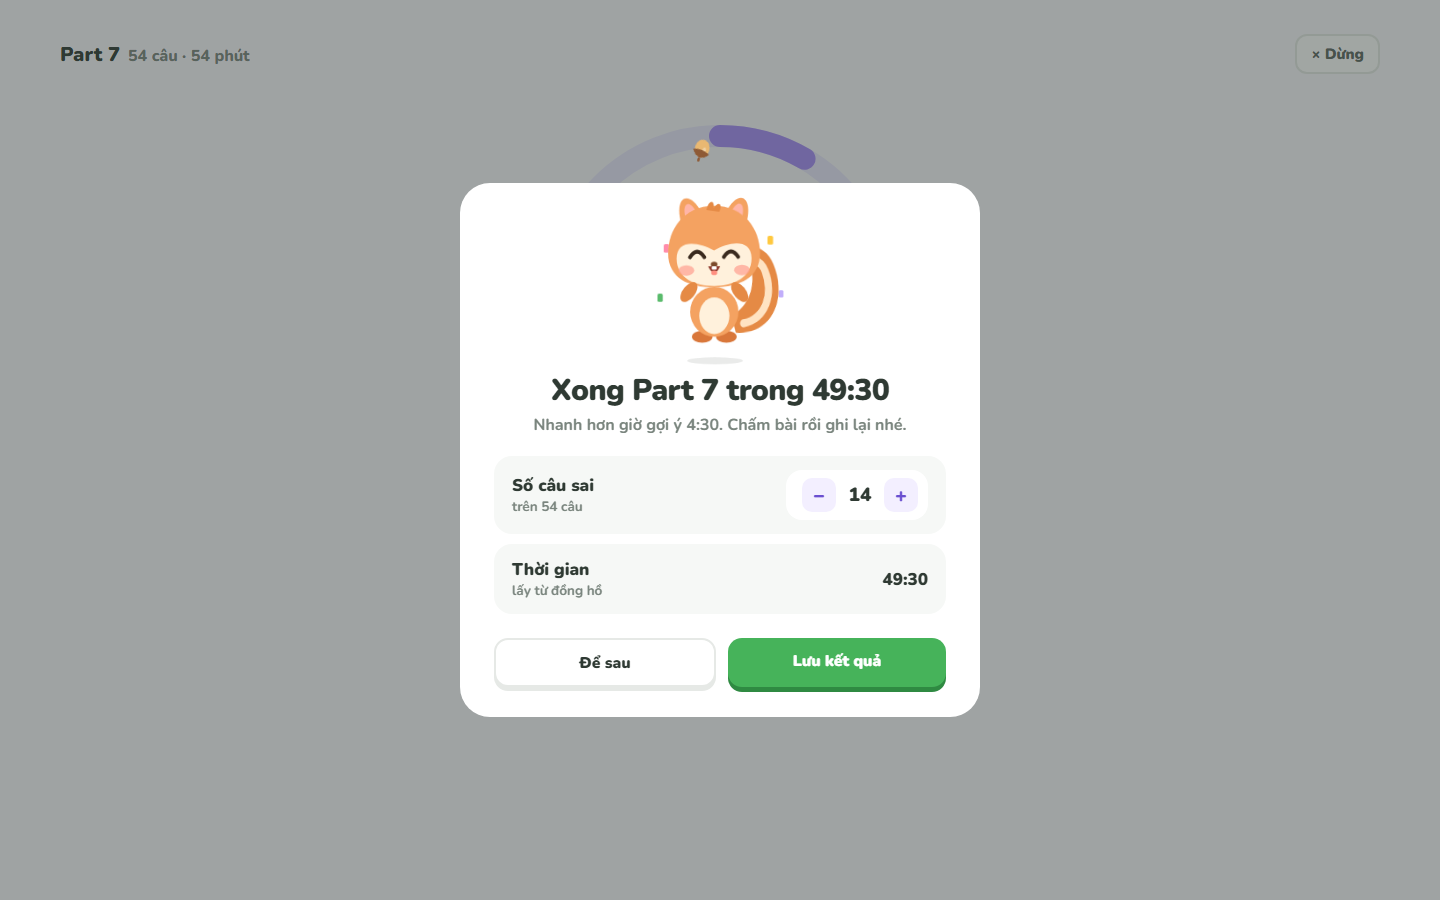 Part 7 54 câu · 54 phút
× Dừng
Xong Part 7 trong 49:30
Nhanh hơn giờ gợi ý 4:30. Chấm bài rồi ghi lại nhé.
Số câu sai
trên 54 câu
− 14 +
Thời gian
lấy từ đồng hồ
49:30
Để sau
Lưu kết quả